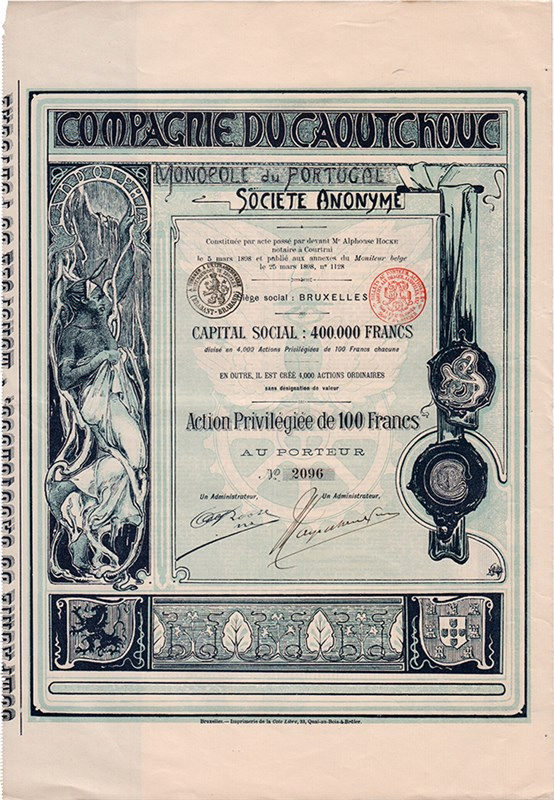 COMPAGNIE DU CAOUTCHOUC
MONOPOLE du PORTUGAL
SOCIETE ANONYME
Constituée par acte passé par devant Me Alphonse HOCKE
notaire à Courtrai
le 5 mars 1898 et publié aux annexes du Moniteur belge
le 25 mars 1898, no 1128
Siège social : BRUXELLES
CAPITAL SOCIAL : 400.000 FRANCS
divisé en 4,000 Actions Privilégiées de 100 Francs chacune
EN OUTRE, IL EST CRÉÉ 4,000 ACTIONS ORDINAIRES
sans désignation de valeur
Action Privilégiée de 100 Francs
AU PORTEUR
No 2096
Un Administrateur,
Un Administrateur,
Bruxelles. — Imprimerie de la Cote Libre, 33, Quai-au-Bois-à-Brûler.